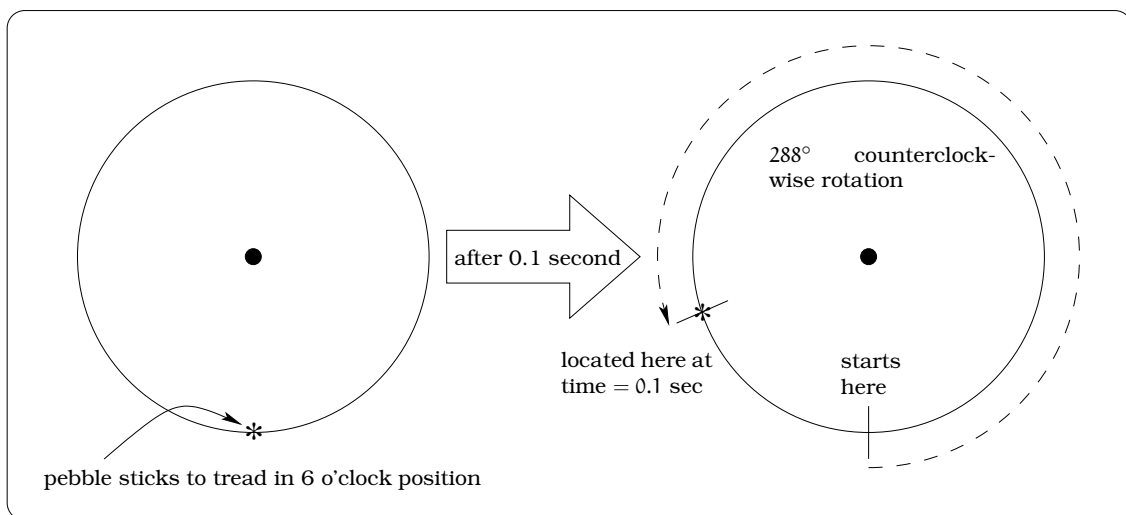 288° counterclock-
wise rotation
after 0.1 second
located here at
time = 0.1 sec
starts
here
pebble sticks to tread in 6 o'clock position